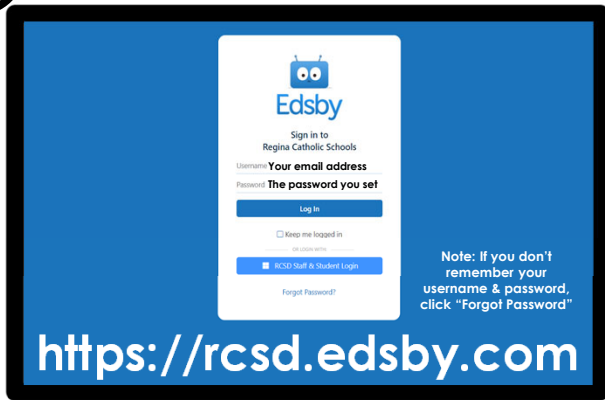 Edsby
Sign in to
Regina Catholic Schools
Username Your email address
Password The password you set
Log In
Keep me logged in
OR LOGIN WITH
RCSD Staff & Student Login
Forgot Password?
Note: If you don't
remember your
username & password,
click “Forgot Password”
https://rcsd.edsby.com